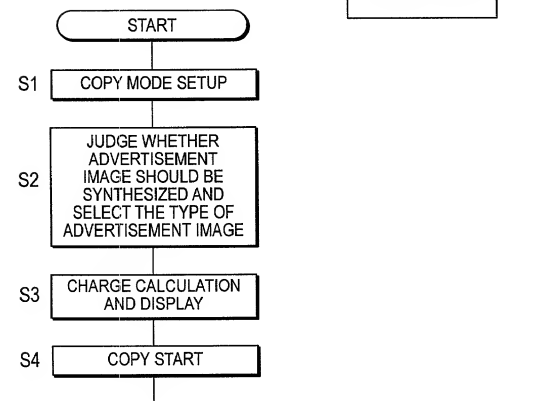 START
S1 COPY MODE SETUP
JUDGE WHETHER
ADVERTISEMENT
S2 IMAGE SHOULD BE
SYNTHESIZED AND
SELECT THE TYPE OF
ADVERTISEMENT IMAGE
S3 CHARGE CALCULATION
AND DISPLAY
S4 COPY START